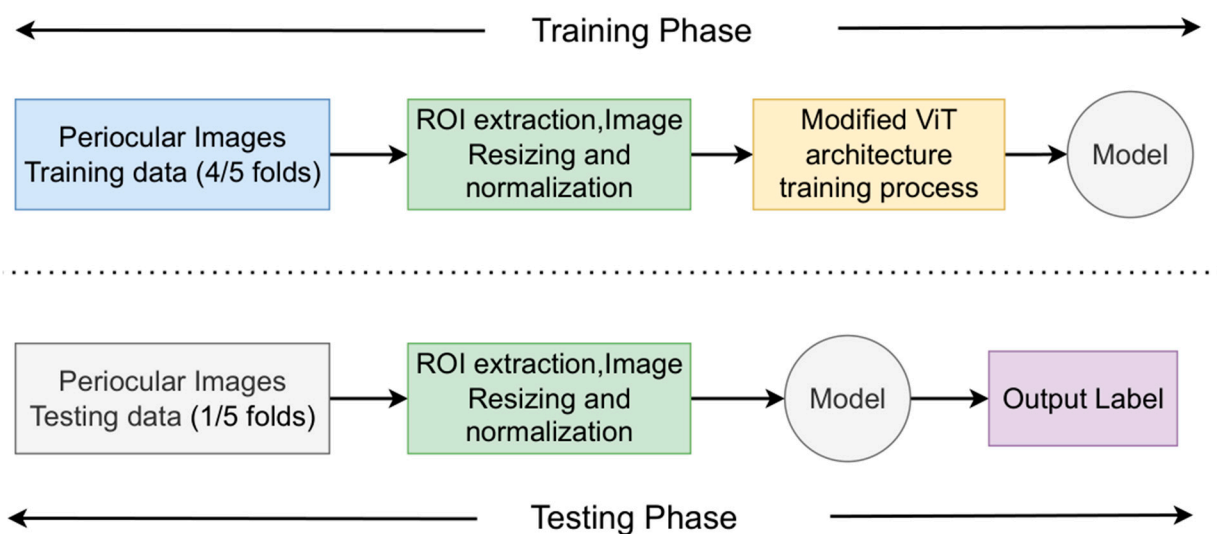 Training Phase
Periocular Images
Training data (4/5 folds)
ROI extraction,Image
Resizing and
normalization
Modified ViT
architecture
training process
Model
Periocular Images
Testing data (1/5 folds)
ROI extraction,Image
Resizing and
normalization
Model
Output Label
Testing Phase